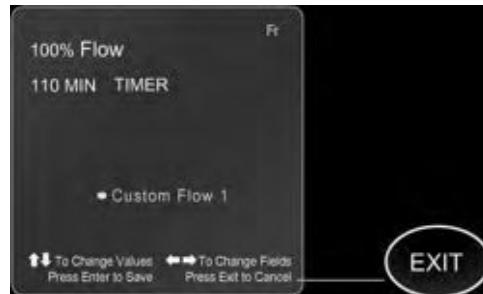 Fr
100% Flow
110 MIN TIMER
Custom Flow 1
⬆⬇ To Change Values ⬅➡ To Change Fields
Press Enter to Save Press Exit to Cancel
EXIT